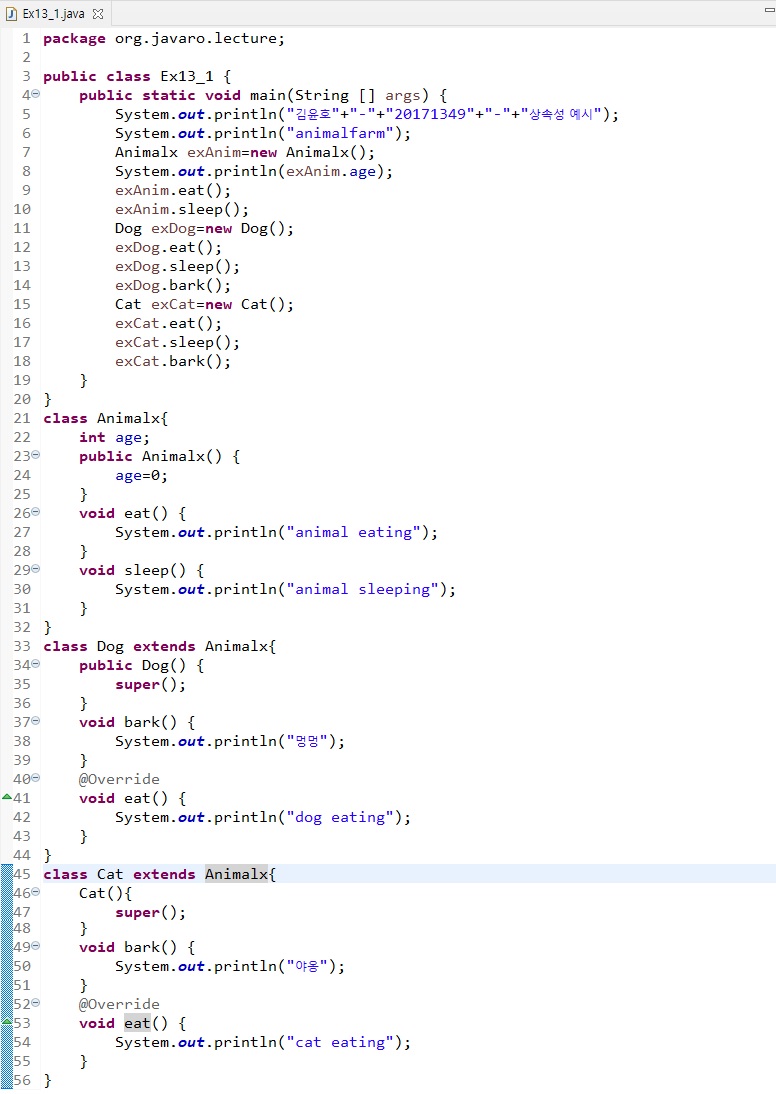 Ex13_1.java
1 package org.javaro.lecture;
2
3 public class Ex13_1 {
4     public static void main(String [] args) {
5         System.out.println("김윤호"+"-"+"20171349"+"-"+"상속성 예시");
6         System.out.println("animalfarm");
7         Animalx exAnim=new Animalx();
8         System.out.println(exAnim.age);
9         exAnim.eat();
10         exAnim.sleep();
11         Dog exDog=new Dog();
12         exDog.eat();
13         exDog.sleep();
14         exDog.bark();
15         Cat exCat=new Cat();
16         exCat.eat();
17         exCat.sleep();
18         exCat.bark();
19     }
20 }
21 class Animalx{
22     int age;
23     public Animalx() {
24         age=0;
25     }
26     void eat() {
27         System.out.println("animal eating");
28     }
29     void sleep() {
30         System.out.println("animal sleeping");
31     }
32 }
33 class Dog extends Animalx{
34     public Dog() {
35         super();
36     }
37     void bark() {
38         System.out.println("멍멍");
39     }
40     @Override
41     void eat() {
42         System.out.println("dog eating");
43     }
44 }
45 class Cat extends Animalx{
46     Cat(){
47         super();
48     }
49     void bark() {
50         System.out.println("야옹");
51     }
52     @Override
53     void eat() {
54         System.out.println("cat eating");
55     }
56 }